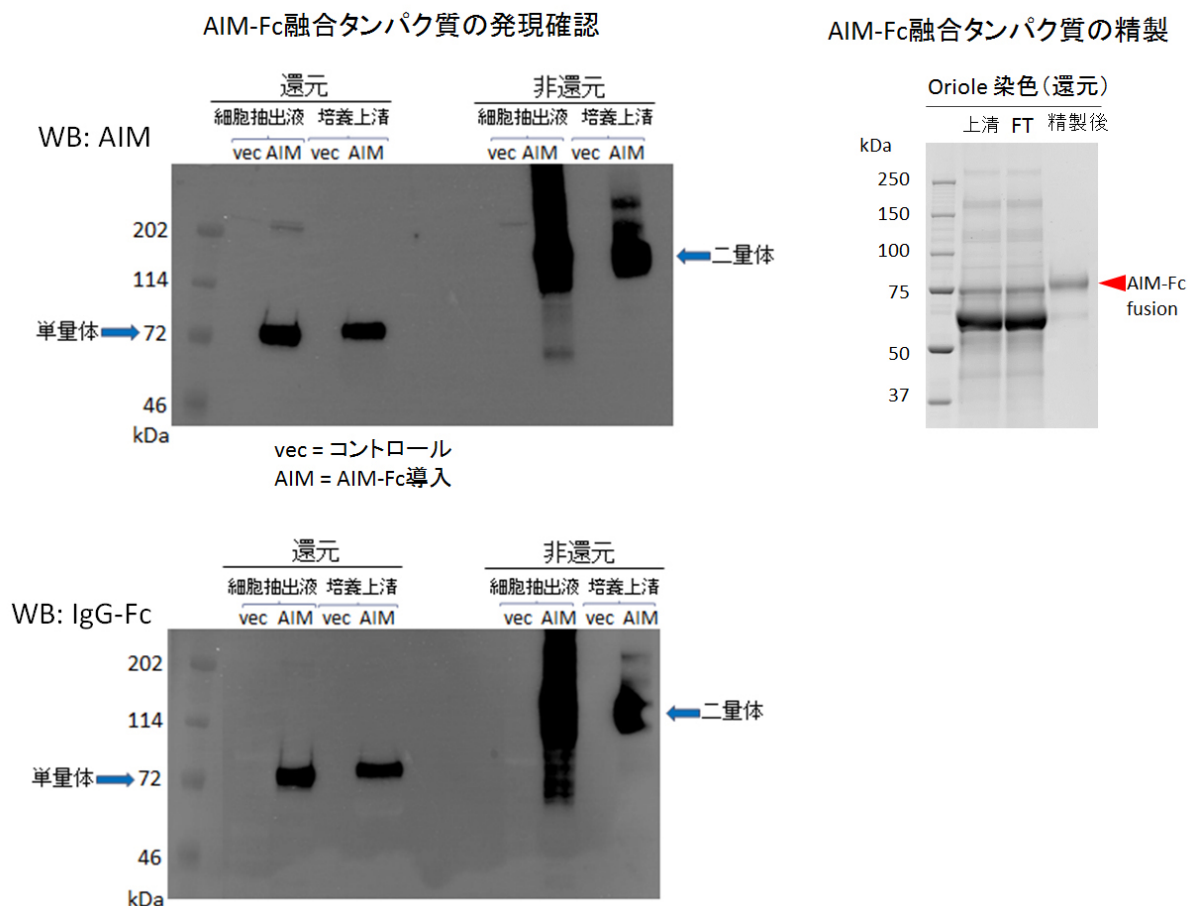 AIM-Fc融合タンパク質の発現確認
還元
非還元
細胞抽出液 培養上清
細胞抽出液 培養上清
WB: AIM
vec AIM vec AIM
vec AIM vec AIM
202
114
単量体
72
46
kDa
二量体
vec = コントロール
AIM = AIM-Fc導入
還元
非還元
細胞抽出液 培養上清
細胞抽出液 培養上清
WB: IgG-Fc
vec AIM vec AIM
vec AIM vec AIM
202
114
単量体
72
46
kDa
二量体
AIM-Fc融合タンパク質の精製
Oriole 染色(還元)
上清 FT 精製後
kDa
250
150
100
75
50
37
AIM-Fc
fusion